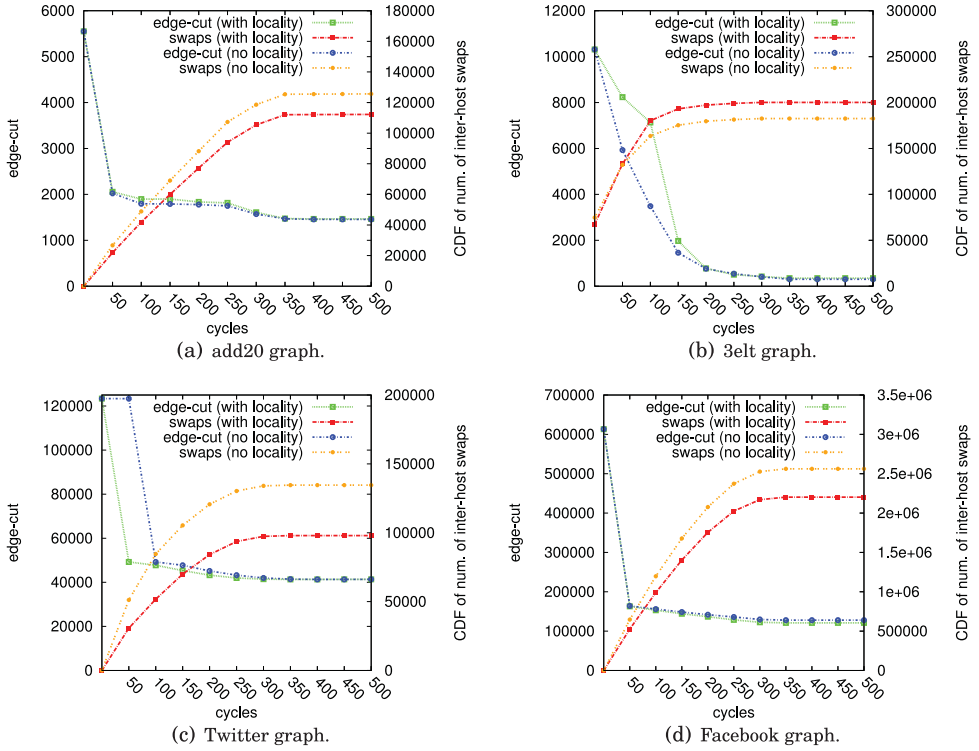 6000
5000
4000
3000
2000
1000
0
edge-cut
180000
160000
140000
120000
100000
80000
60000
40000
20000
0
CDF of num. of inter-host swaps
edge-cut (with locality)
swaps (with locality)
edge-cut (no locality)
swaps (no locality)
50
100
150
200
250
300
350
400
450
500
cycles
(a) add20 graph.
12000
10000
8000
6000
4000
2000
0
edge-cut
300000
250000
200000
150000
100000
50000
0
CDF of num. of inter-host swaps
edge-cut (with locality)
swaps (with locality)
edge-cut (no locality)
swaps (no locality)
50
100
150
200
250
300
350
400
450
500
cycles
(b) 3elt graph.
120000
100000
80000
60000
40000
20000
0
edge-cut
200000
150000
100000
50000
0
CDF of num. of inter-host swaps
edge-cut (with locality)
swaps (with locality)
edge-cut (no locality)
swaps (no locality)
50
100
150
200
250
300
350
400
450
500
cycles
(c) Twitter graph.
700000
600000
500000
400000
300000
200000
100000
0
edge-cut
3.5e+06
3e+06
2.5e+06
2e+06
1.5e+06
1e+06
500000
0
CDF of num. of inter-host swaps
edge-cut (with locality)
swaps (with locality)
edge-cut (no locality)
swaps (no locality)
50
100
150
200
250
300
350
400
450
500
cycles
(d) Facebook graph.